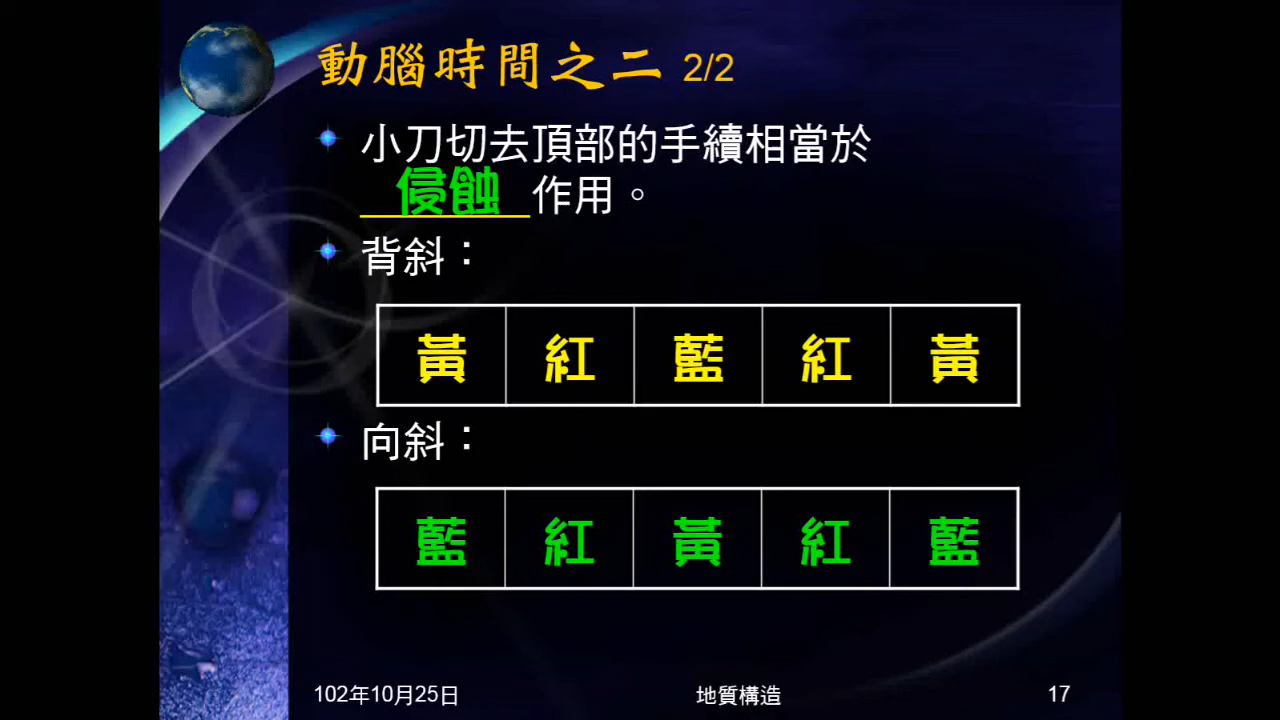 動腦時間之二 2/2
小刀切去頂部的手續相當於
侵蝕作用。
背斜：
黃 紅 藍 紅 黃
向斜：
藍 紅 黃 紅 藍
102年10月25日 地質構造 17